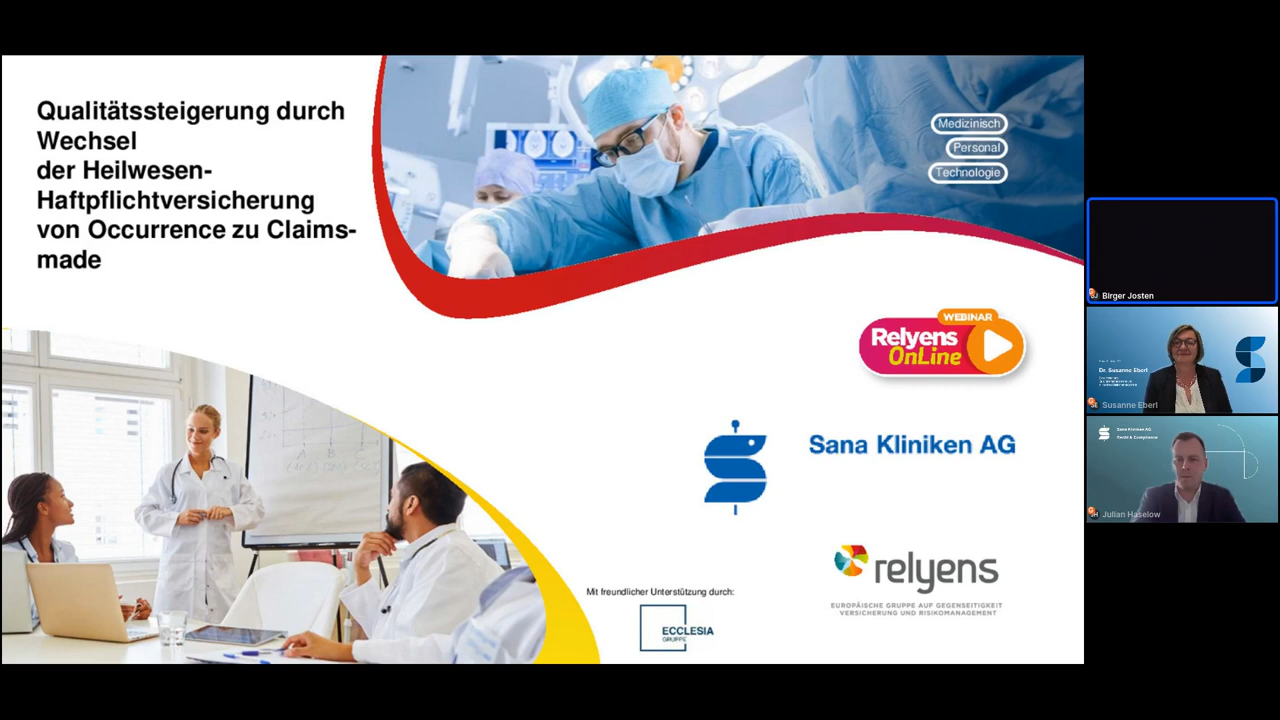 Qualitätssteigerung durch
Wechsel
der Heilwesen-
Haftpflichtversicherung
von Occurrence zu Claims-
made
Medizinisch
Personal
Technologie
WEBINAR
Relyens
OnLine
Sana Kliniken AG
relyens
EUROPÄISCHE GRUPPE AUF GEGENSEITIGKEIT
VERSICHERUNG UND RISIKOMANAGEMENT
Mit freundlicher Unterstützung durch:
ECCLESIA
GRUPPE
Birger Josten
Dr. Susanne Eberl
Susanne Eberl
Sana Kliniken AG
Recht & Compliance
Julian Haselow